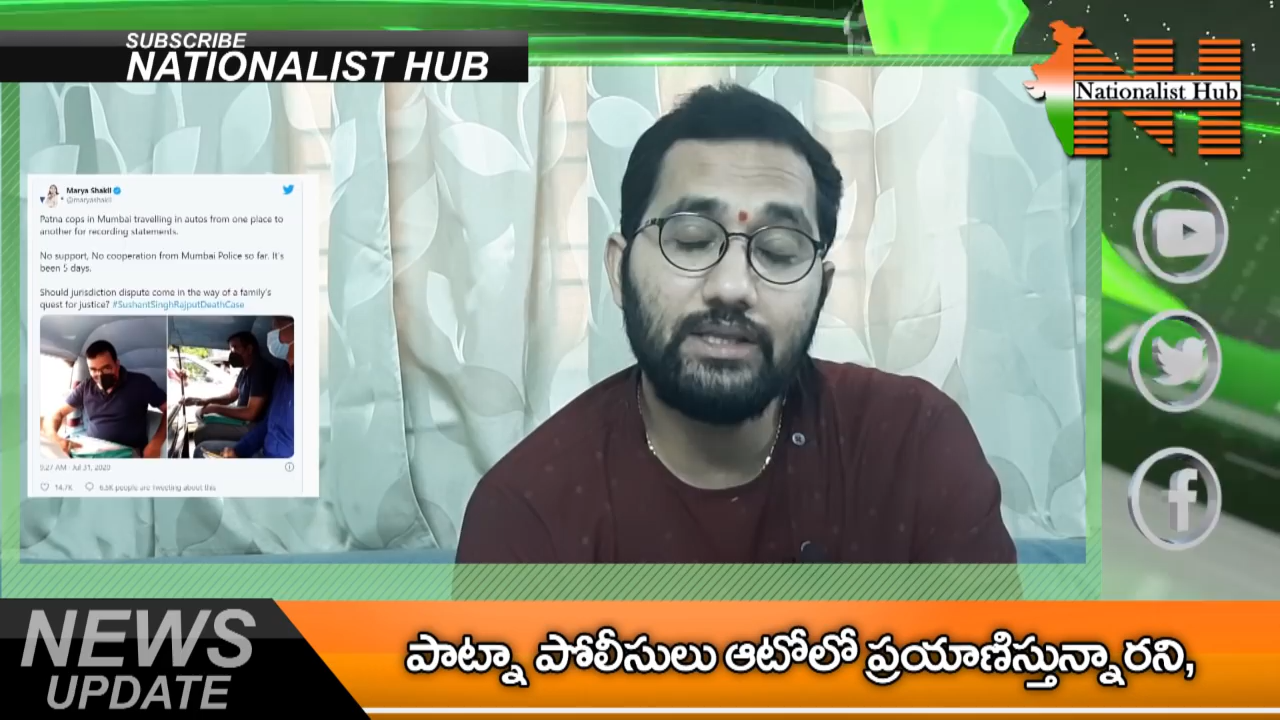 SUBSCRIBE
NATIONALIST HUB
Nationalist Hub
Marya Shakil
@maryashakil
Patna cops in Mumbai travelling in autos from one place to
another for recording statements.
No support, No cooperation from Mumbai Police so far. It's
been 5 days.
Should jurisdiction dispute come in the way of a family's
quest for justice? #SushantSinghRajputDeathCase
9:27 AM · Jul 31, 2020
14.7K 6.8K people are Tweeting about this
NEWS
UPDATE
పాట్నా పోలీసులు ఆటోలో ప్రయాణిస్తున్నారని,